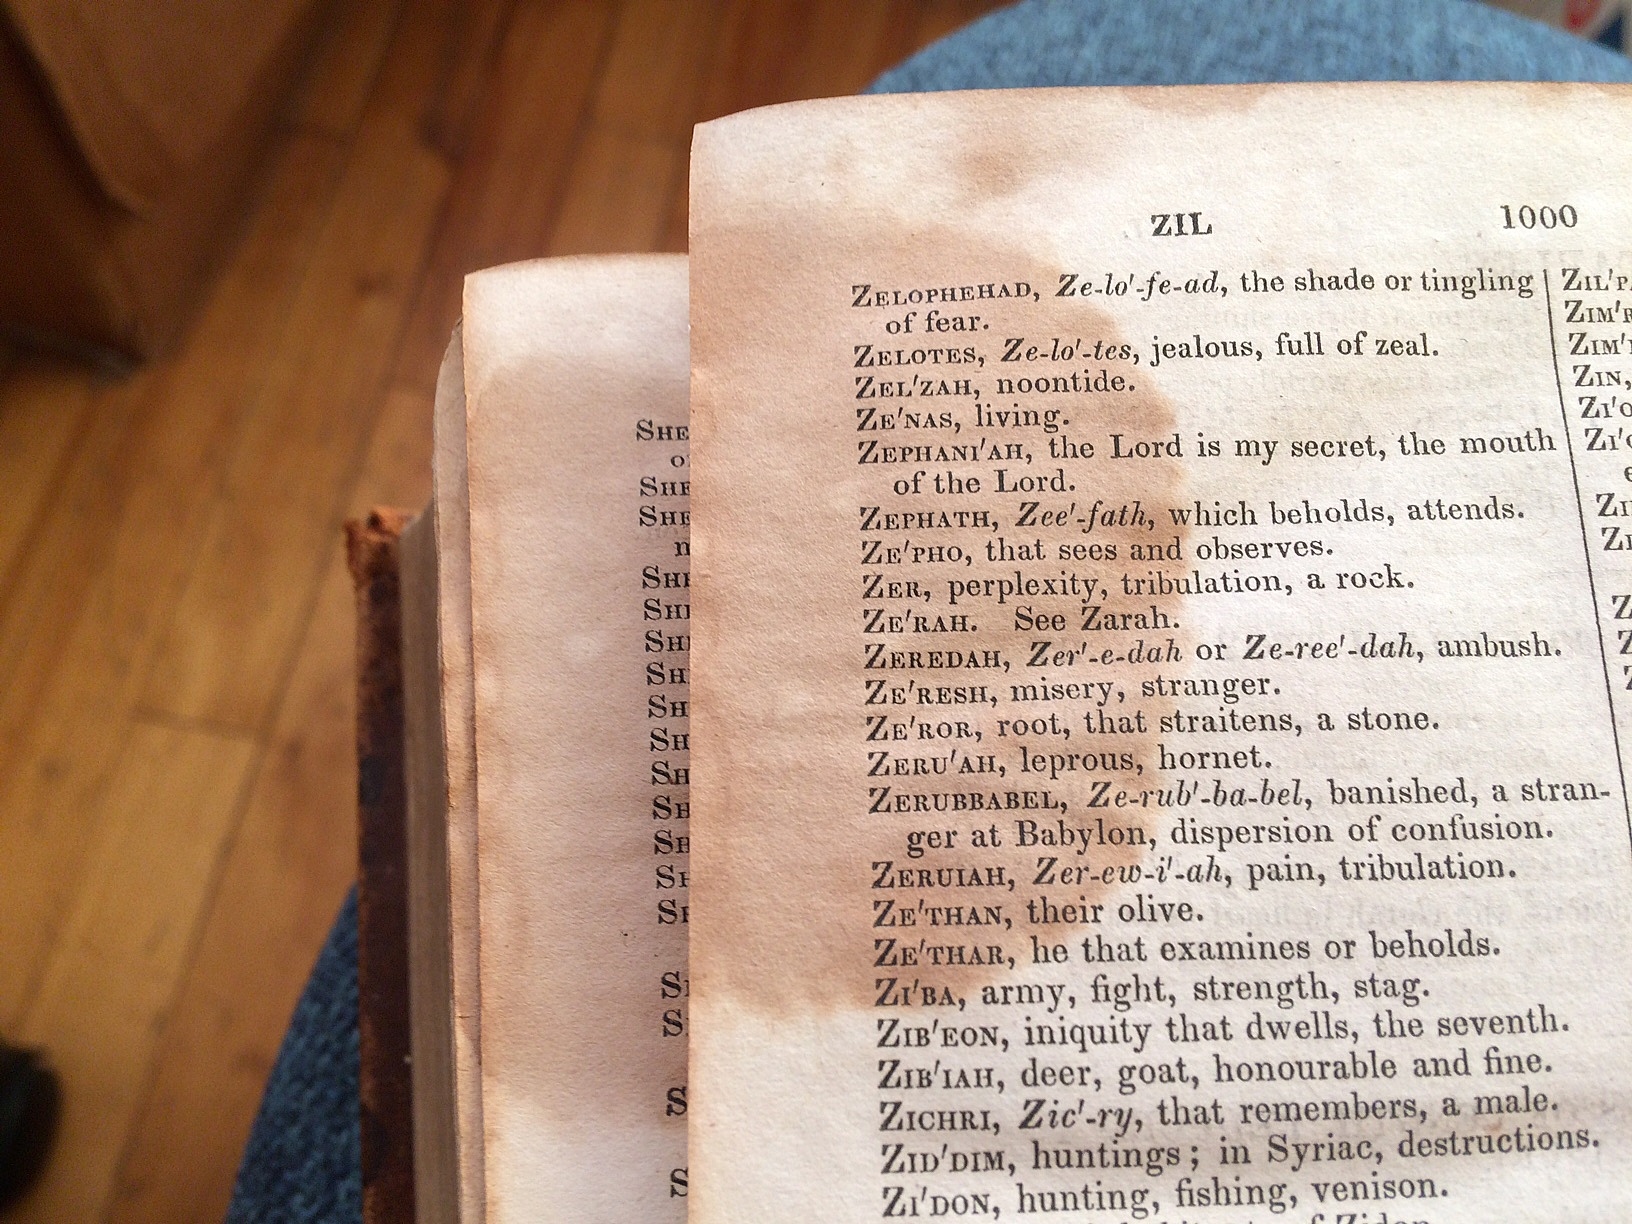 ZIL 1000
ZELOPHEHAD, Ze-lo'-fe-ad, the shade or tingling
of fear.
ZELOTES, Ze-lo'-tes, jealous, full of zeal.
ZEL'ZAH, noontide.
ZE'NAS, living.
ZEPHANI'AH, the Lord is my secret, the mouth
of the Lord.
ZEPHATH, Zee'-fath, which beholds, attends.
ZE'PHO, that sees and observes.
ZER, perplexity, tribulation, a rock.
ZE'RAH. See Zarah.
ZEREDAH, Zer'-e-dah or Ze-ree'-dah, ambush.
ZE'RESH, misery, stranger.
ZE'ROR, root, that straitens, a stone.
ZERU'AH, leprous, hornet.
ZERUBBABEL, Ze-rub'-ba-bel, banished, a stran-
ger at Babylon, dispersion of confusion.
ZERUIAH, Zer-ew-i'-ah, pain, tribulation.
ZE'THAN, their olive.
ZE'THAR, he that examines or beholds.
ZI'BA, army, fight, strength, stag.
ZIB'EON, iniquity that dwells, the seventh.
ZIB'IAH, deer, goat, honourable and fine.
ZICHRI, Zic'-ry, that remembers, a male.
ZID'DIM, huntings; in Syriac, destructions.
ZI'DON, hunting, fishing, venison.
ZIN,